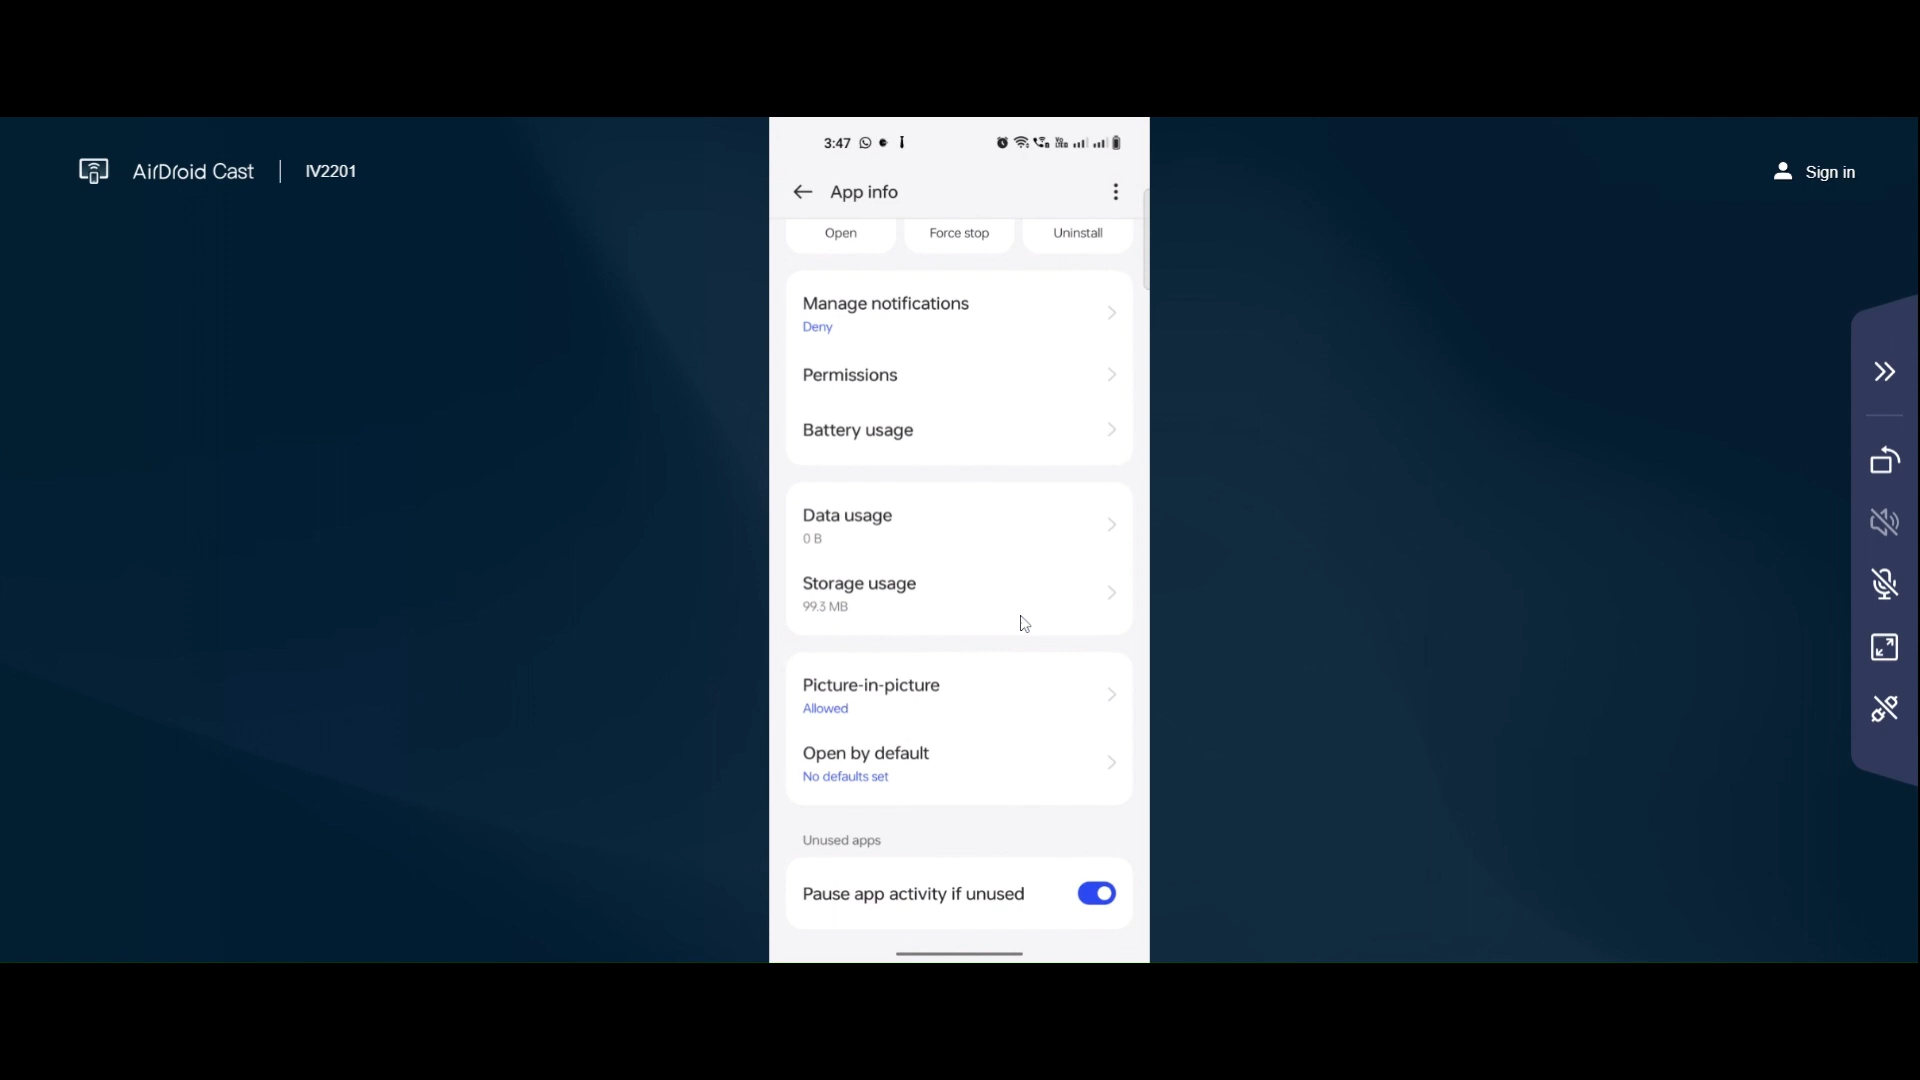 AirDroid Cast | IV2201
Sign in
3:47
App info
Open
Force stop
Uninstall
Manage notifications
Deny
Permissions
Battery usage
Data usage
0 B
Storage usage
99.3 MB
Picture-in-picture
Allowed
Open by default
No defaults set
Unused apps
Pause app activity if unused